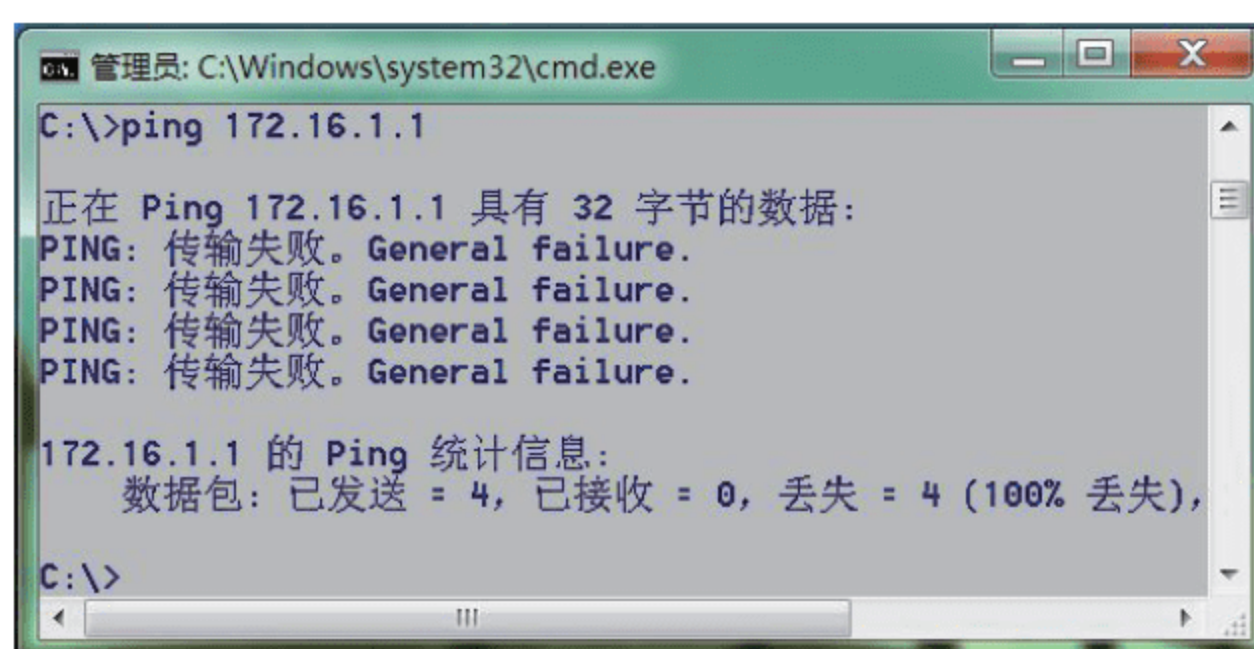 管理员: C:\Windows\system32\cmd.exe
C:\>ping 172.16.1.1
正在 Ping 172.16.1.1 具有 32 字节的数据:
PING: 传输失败。General failure.
PING: 传输失败。General failure.
PING: 传输失败。General failure.
PING: 传输失败。General failure.
172.16.1.1 的 Ping 统计信息:
数据包: 已发送 = 4, 已接收 = 0, 丢失 = 4 (100% 丢失),
C:\>